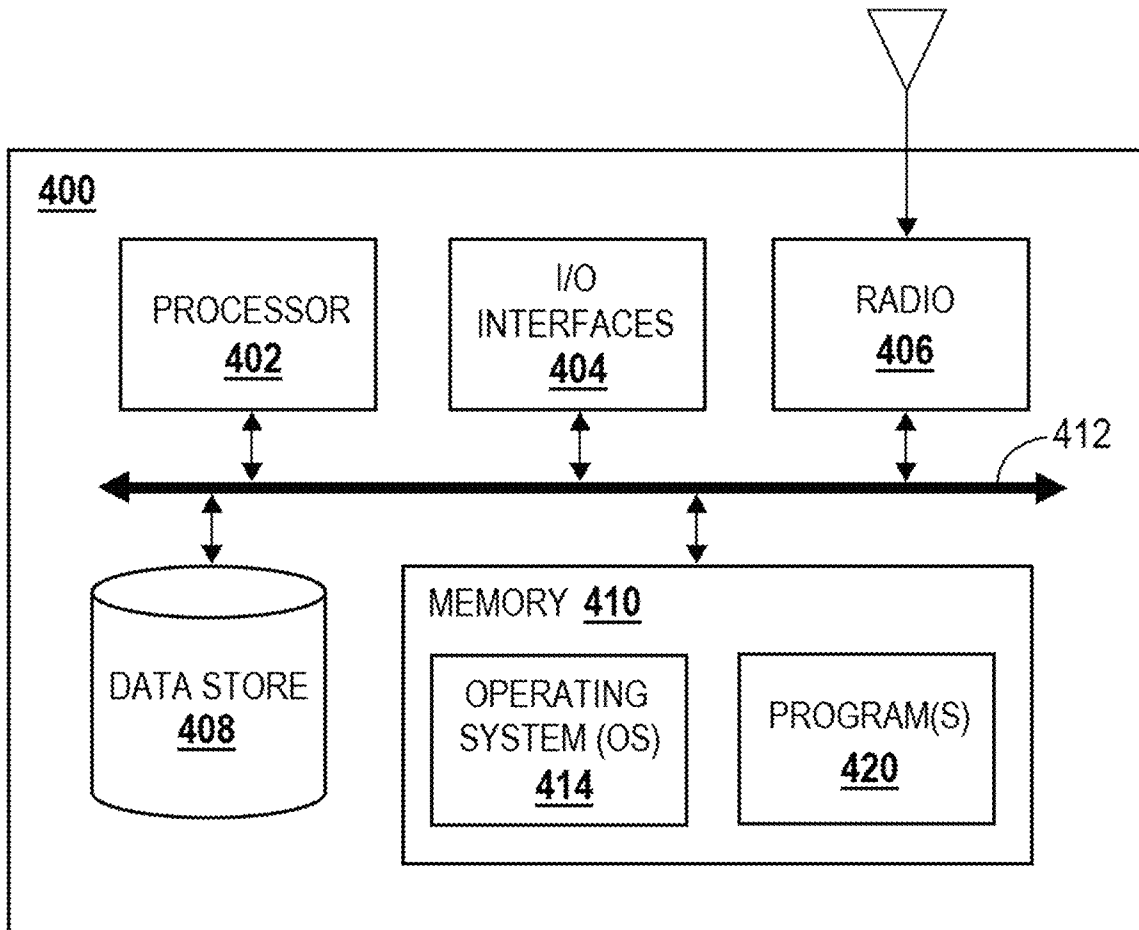 400
PROCESSOR
402
I/O
INTERFACES
404
RADIO
406
412
DATA STORE
408
MEMORY 410
OPERATING
SYSTEM (OS)
414
PROGRAM(S)
420